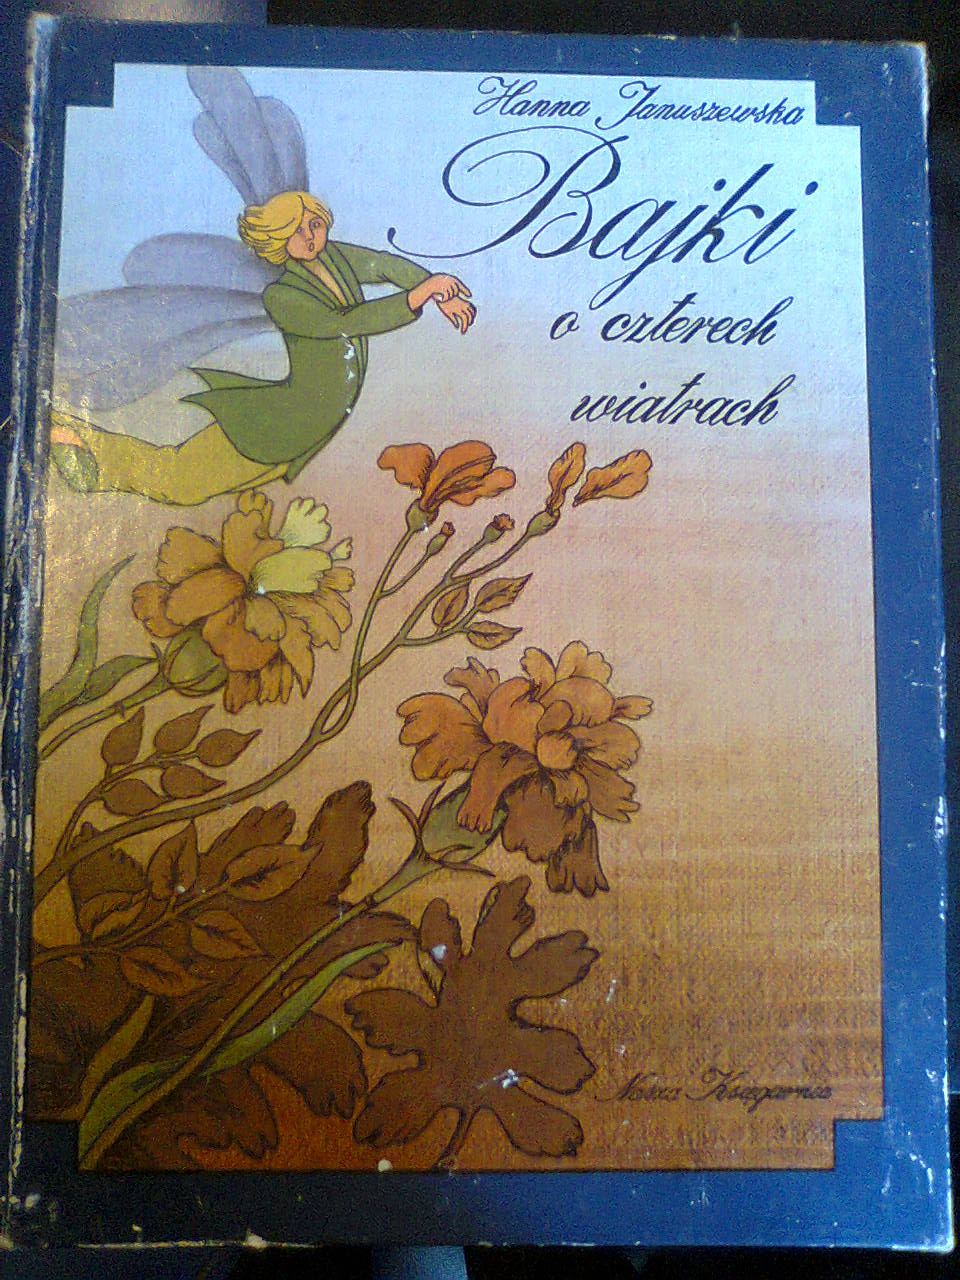 Hanna Januszewska
Bajki
o czterech
wiatrach
Nasza Księgarnia